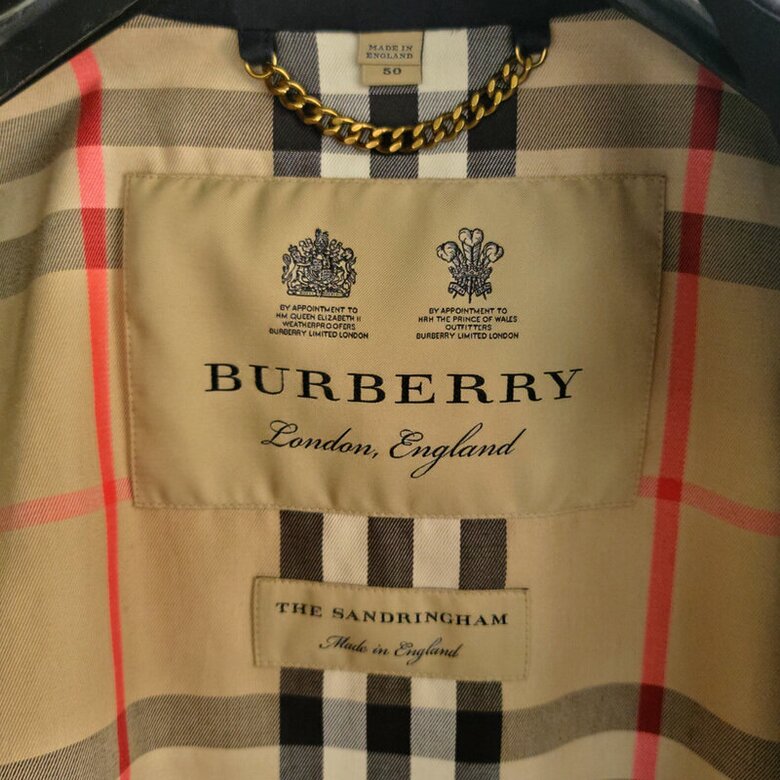 MADE IN
ENGLAND
50
BY APPOINTMENT TO
HM QUEEN ELIZABETH II
WEATHERPROOFERS
BURBERRY LIMITED LONDON
BY APPOINTMENT TO
HRH THE PRINCE OF WALES
OUTFITTERS
BURBERRY LIMITED LONDON
BURBERRY
London, England
THE SANDRINGHAM
Made in England